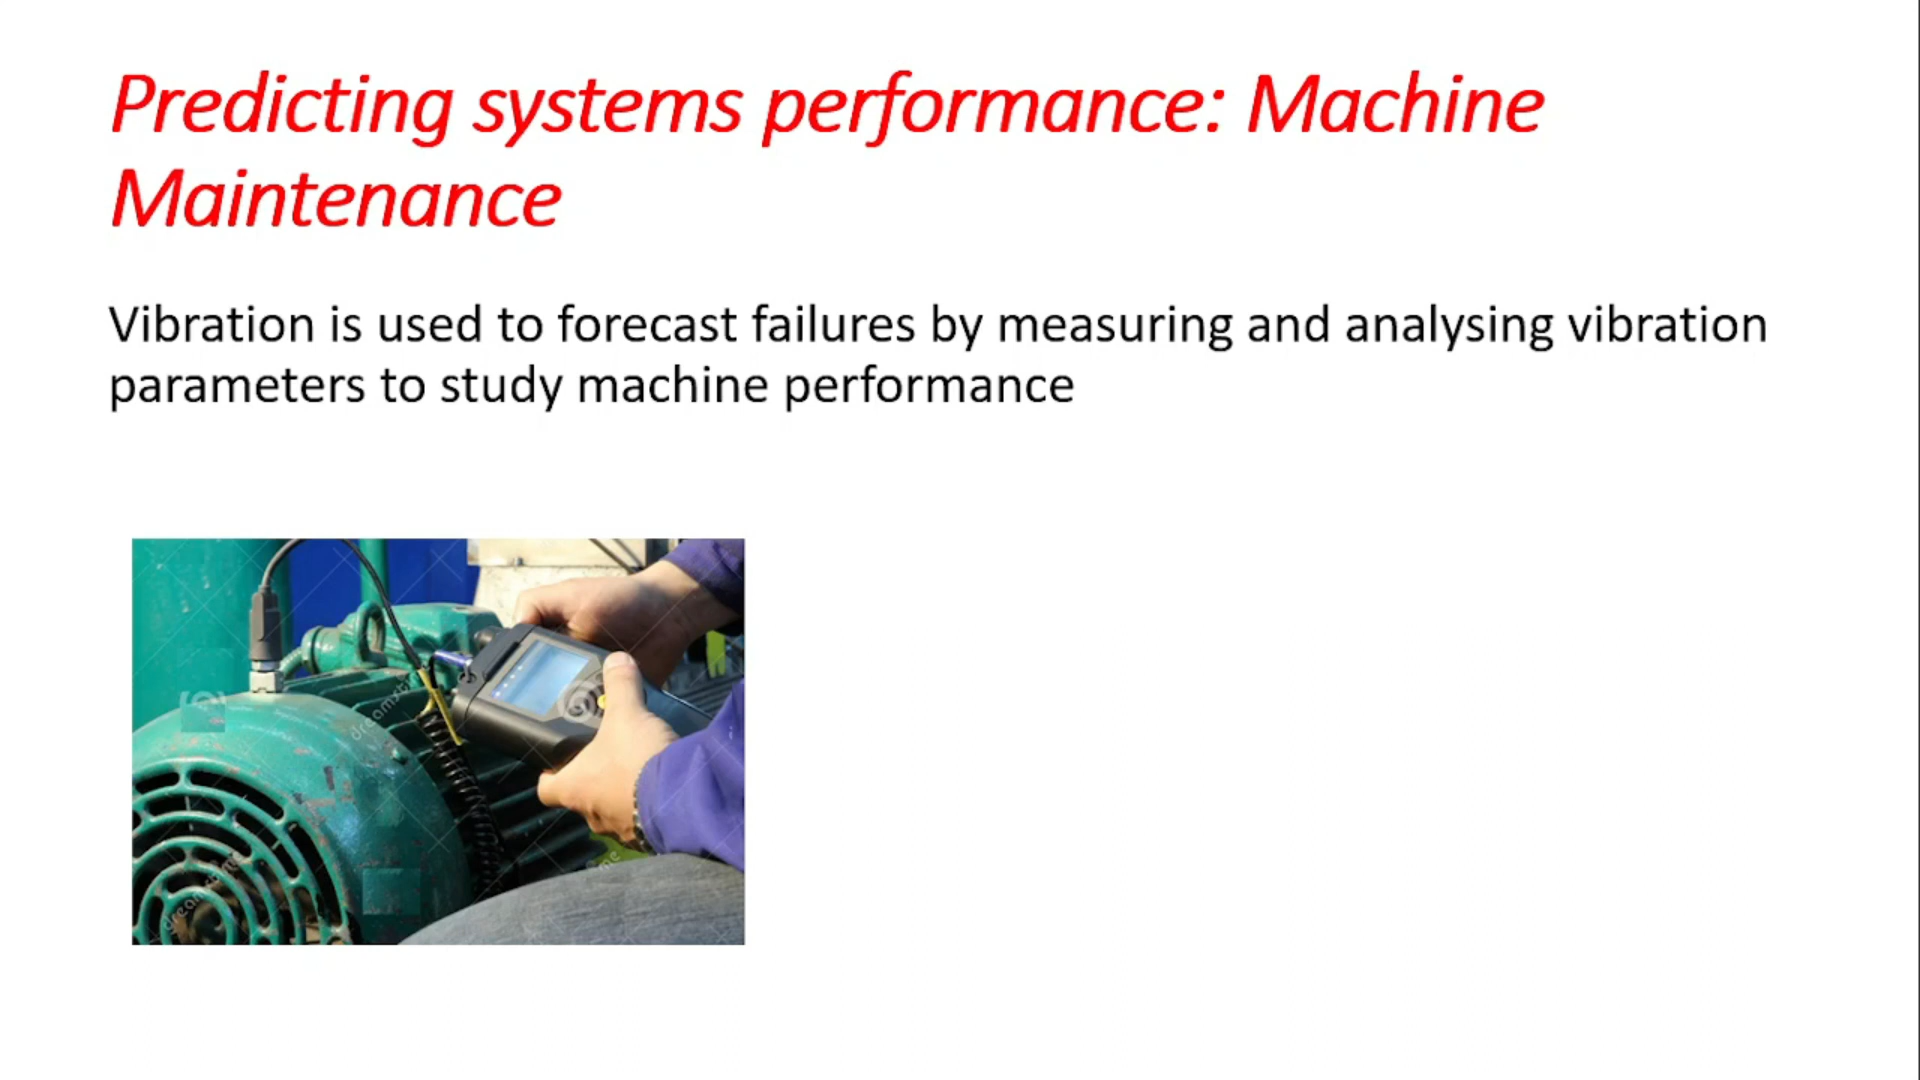 Predicting systems performance: Machine
Maintenance
Vibration is used to forecast failures by measuring and analysing vibration
parameters to study machine performance
dreamstime